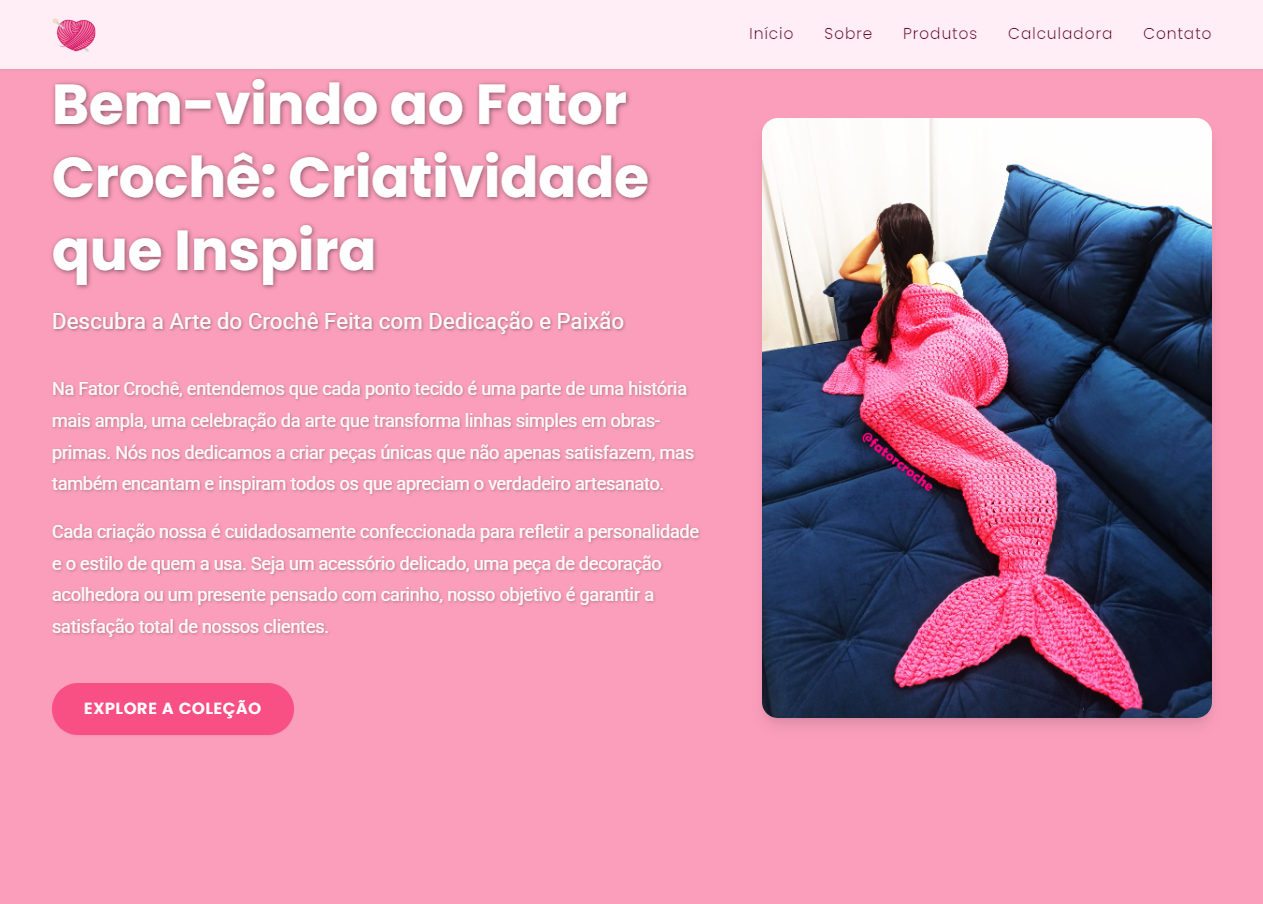 Início Sobre Produtos Calculadora Contato
Bem-vindo ao Fator
Crochê: Criatividade
que Inspira
Descubra a Arte do Crochê Feita com Dedicação e Paixão
Na Fator Crochê, entendemos que cada ponto tecido é uma parte de uma história
mais ampla, uma celebração da arte que transforma linhas simples em obras-
primas. Nós nos dedicamos a criar peças únicas que não apenas satisfazem, mas
também encantam e inspiram todos os que apreciam o verdadeiro artesanato.
Cada criação nossa é cuidadosamente confeccionada para refletir a personalidade
e o estilo de quem a usa. Seja um acessório delicado, uma peça de decoração
acolhedora ou um presente pensado com carinho, nosso objetivo é garantir a
satisfação total de nossos clientes.
EXPLORE A COLEÇÃO
@fatorcroche